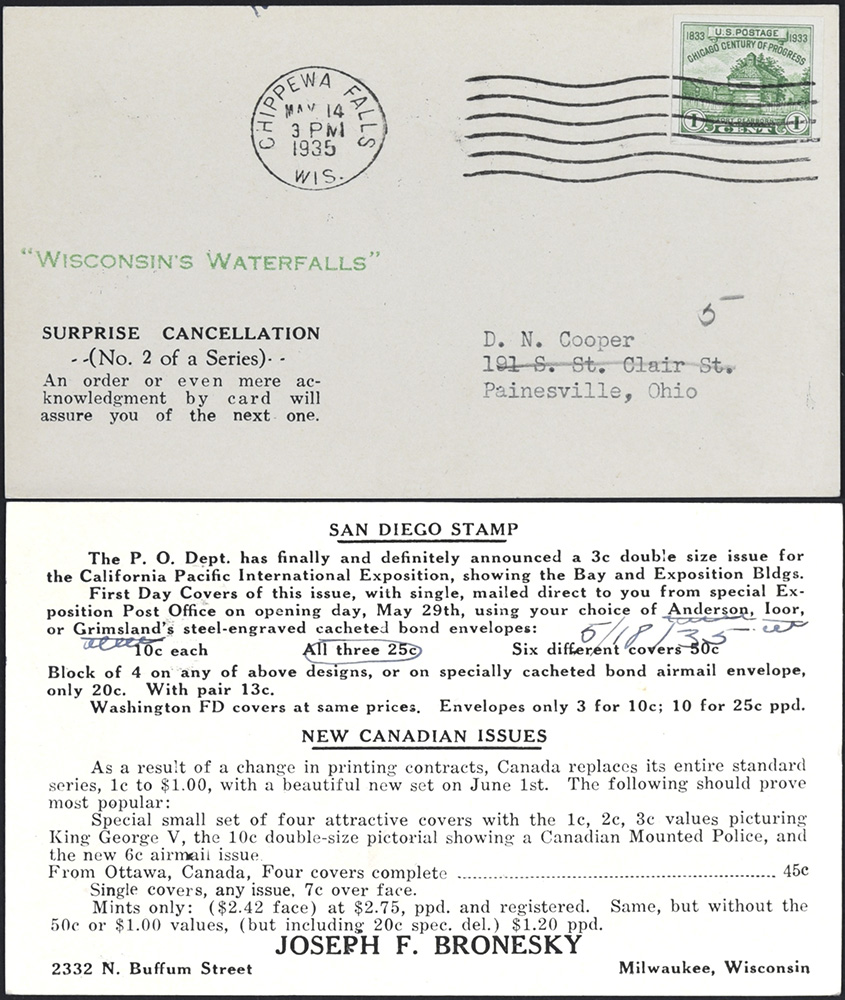 1833 U.S. POSTAGE 1933
CHICAGO CENTURY OF PROGRESS
FORT DEARBORN
1 CENT 1
CHIPPEWA FALLS
MAY 14
3 PM
1935
WIS.
"WISCONSIN'S WATERFALLS"
SURPRISE CANCELLATION
--(No. 2 of a Series)--
An order or even mere ac-
knowledgment by card will
assure you of the next one.
5
D. N. Cooper
191 S. St. Clair St.
Painesville, Ohio
SAN DIEGO STAMP
The P. O. Dept. has finally and definitely announced a 3c double size issue for
the California Pacific International Exposition, showing the Bay and Exposition Bldgs.
First Day Covers of this issue, with single, mailed direct to you from special Ex-
position Post Office on opening day, May 29th, using your choice of Anderson, Ioor,
or Grimsland's steel-engraved cacheted bond envelopes:
5/18/35
10c each All three 25c Six different covers 50c
Block of 4 on any of above designs, or on specially cacheted bond airmail envelope,
only 20c. With pair 13c.
Washington FD covers at same prices. Envelopes only 3 for 10c; 10 for 25c ppd.
NEW CANADIAN ISSUES
As a result of a change in printing contracts, Canada replaces its entire standard
series, 1c to $1.00, with a beautiful new set on June 1st. The following should prove
most popular:
Special small set of four attractive covers with the 1c, 2c, 3c values picturing
King George V, the 10c double-size pictorial showing a Canadian Mounted Police, and
the new 6c airmail issue
From Ottawa, Canada, Four covers complete ........ 45c
Single covers, any issue, 7c over face.
Mints only: ($2.42 face) at $2.75, ppd. and registered. Same, but without the
50c or $1.00 values, (but including 20c spec. del.) $1.20 ppd.
JOSEPH F. BRONESKY
2332 N. Buffum Street Milwaukee, Wisconsin